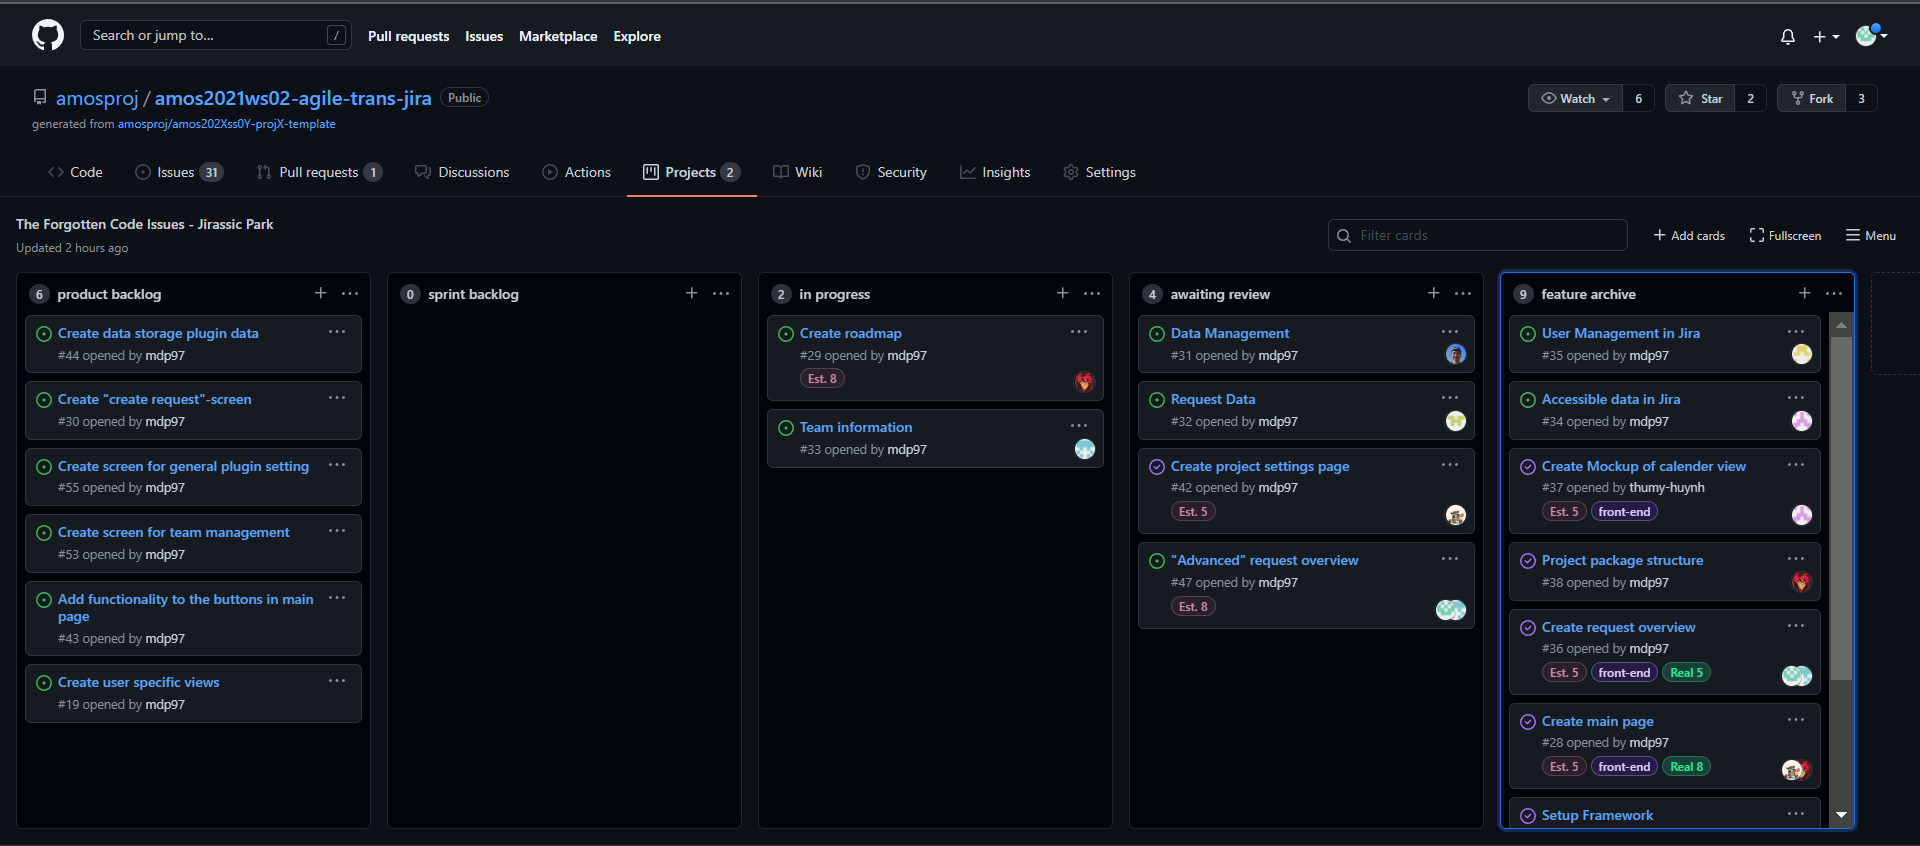 Search or jump to... /
Pull requests Issues Marketplace Explore
amosproj / amos2021ws02-agile-trans-jira Public
generated from amosproj/amos202Xss0Y-projX-template
Watch 6 Star 2 Fork 3
Code Issues 31 Pull requests 1 Discussions Actions Projects 2 Wiki Security Insights Settings
The Forgotten Code Issues - Jirassic Park
Updated 2 hours ago
Filter cards
Add cards Fullscreen Menu
6 product backlog
Create data storage plugin data
#44 opened by mdp97
Create "create request"-screen
#30 opened by mdp97
Create screen for general plugin setting
#55 opened by mdp97
Create screen for team management
#53 opened by mdp97
Add functionality to the buttons in main
page
#43 opened by mdp97
Create user specific views
#19 opened by mdp97
0 sprint backlog
2 in progress
Create roadmap
#29 opened by mdp97
Est. 8
Team information
#33 opened by mdp97
4 awaiting review
Data Management
#31 opened by mdp97
Request Data
#32 opened by mdp97
Create project settings page
#42 opened by mdp97
Est. 5
"Advanced" request overview
#47 opened by mdp97
Est. 8
9 feature archive
User Management in Jira
#35 opened by mdp97
Accessible data in Jira
#34 opened by mdp97
Create Mockup of calender view
#37 opened by thumy-huynh
Est. 5 front-end
Project package structure
#38 opened by mdp97
Create request overview
#36 opened by mdp97
Est. 5 front-end Real 5
Create main page
#28 opened by mdp97
Est. 5 front-end Real 8
Setup Framework